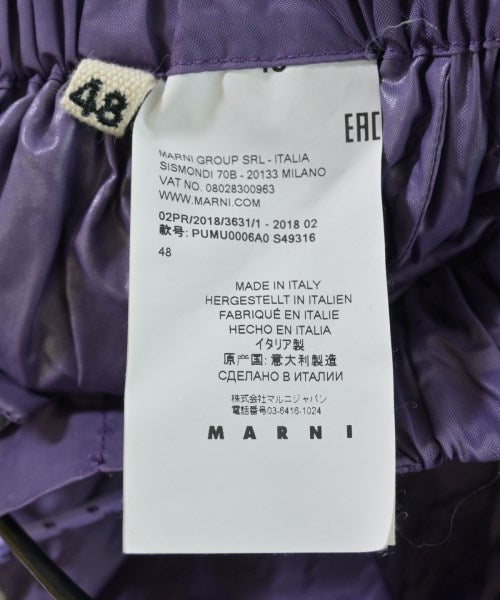 48
EAC
MARNI GROUP SRL - ITALIA
SISMONDI 70B - 20133 MILANO
VAT NO. 08028300963
WWW.MARNI.COM
02PR/2018/3631/1 - 2018 02
款号: PUMU0006A0 S49316
48
MADE IN ITALY
HERGESTELLT IN ITALIEN
FABRIQUÉ EN ITALIE
HECHO EN ITALIA
イタリア製
原产国: 意大利製造
СДЕЛАНО В ИТАЛИИ
株式会社マルニジャパン
電話番号03-6416-1024
MARNI